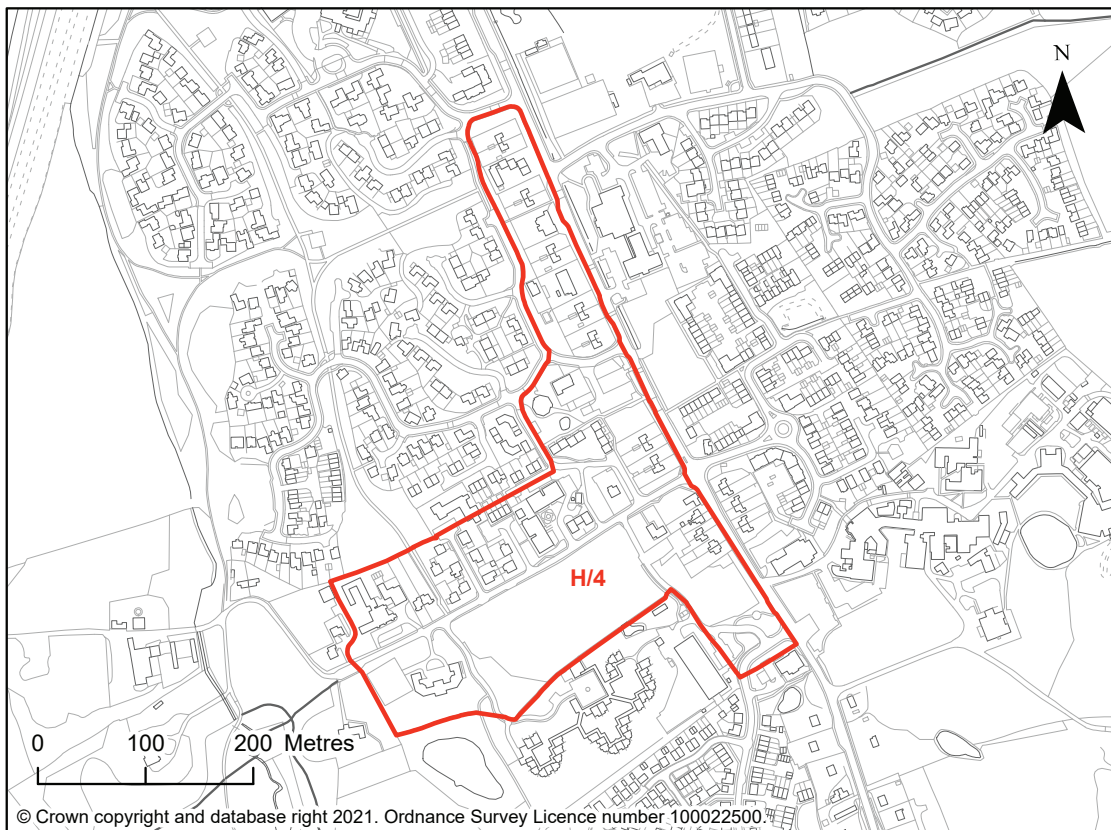 N
H/4
0 100 200 Metres
© Crown copyright and database right 2021. Ordnance Survey Licence number 100022500.